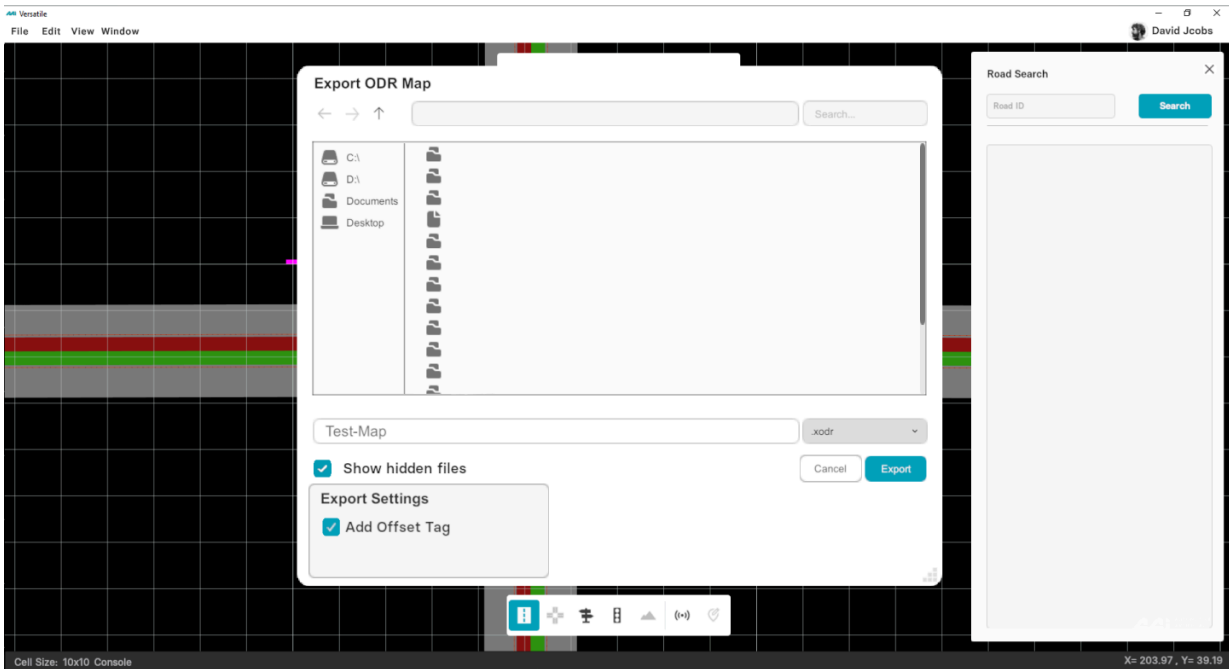 AAI Versatile
File Edit View Window
David Jcobs
Export ODR Map
Search...
C:\
D:\
Documents
Desktop
Test-Map
.xodr
Show hidden files
Cancel
Export
Export Settings
Add Offset Tag
Road Search
Road ID
Search
Cell Size: 10x10 Console
X= 203.97 , Y= 39.19